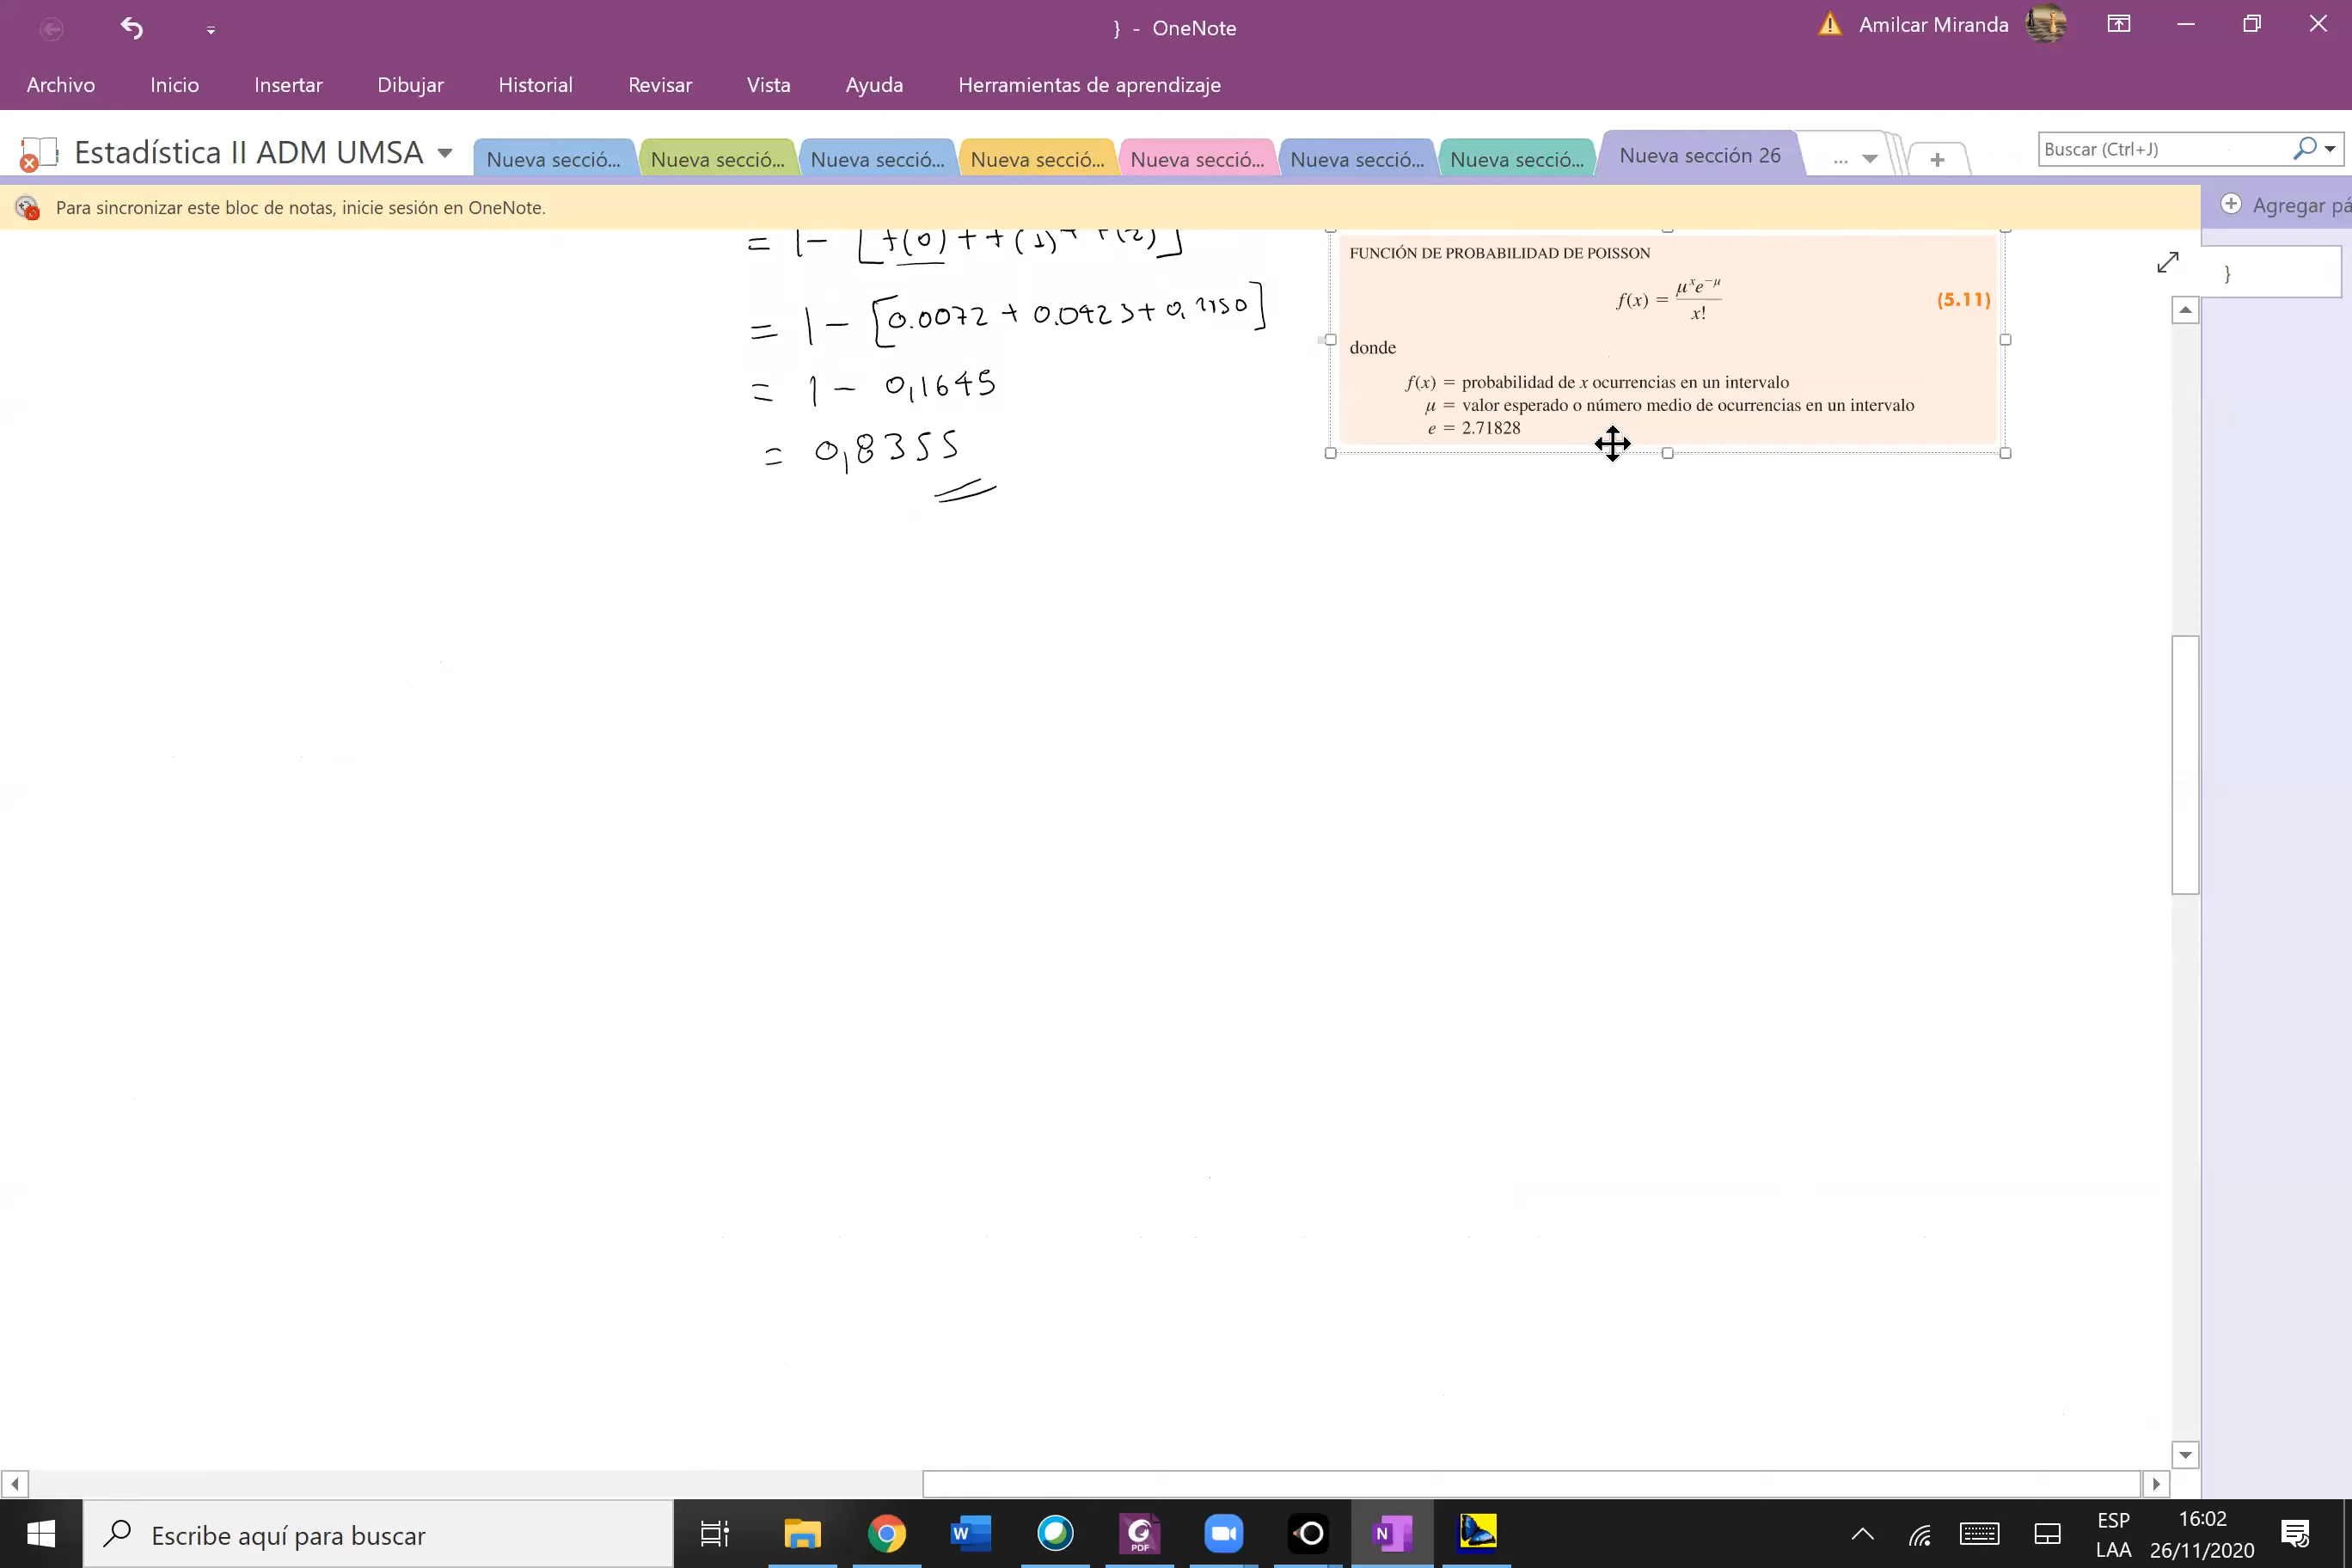 } - OneNote
Amilcar Miranda
Archivo Inicio Insertar Dibujar Historial Revisar Vista Ayuda Herramientas de aprendizaje
Estadística II ADM UMSA
Nueva secció... Nueva secció... Nueva secció... Nueva secció... Nueva secció... Nueva secció... Nueva secció... Nueva sección 26 ...
Buscar (Ctrl+J)
Para sincronizar este bloc de notas, inicie sesión en OneNote.
Agregar pá
}
= 1 - [f(0) + f(1) + f(2)]
= 1 - [0.0072 + 0.0423 + 0,1150]
= 1 - 0,1645
= 0,8355
FUNCIÓN DE PROBABILIDAD DE POISSON
f(x) = μˣe⁻μ / x!
(5.11)
donde
f(x) = probabilidad de x ocurrencias en un intervalo
μ = valor esperado o número medio de ocurrencias en un intervalo
e = 2.71828
Escribe aquí para buscar
W
PDF
N
ESP
LAA
16:02
26/11/2020